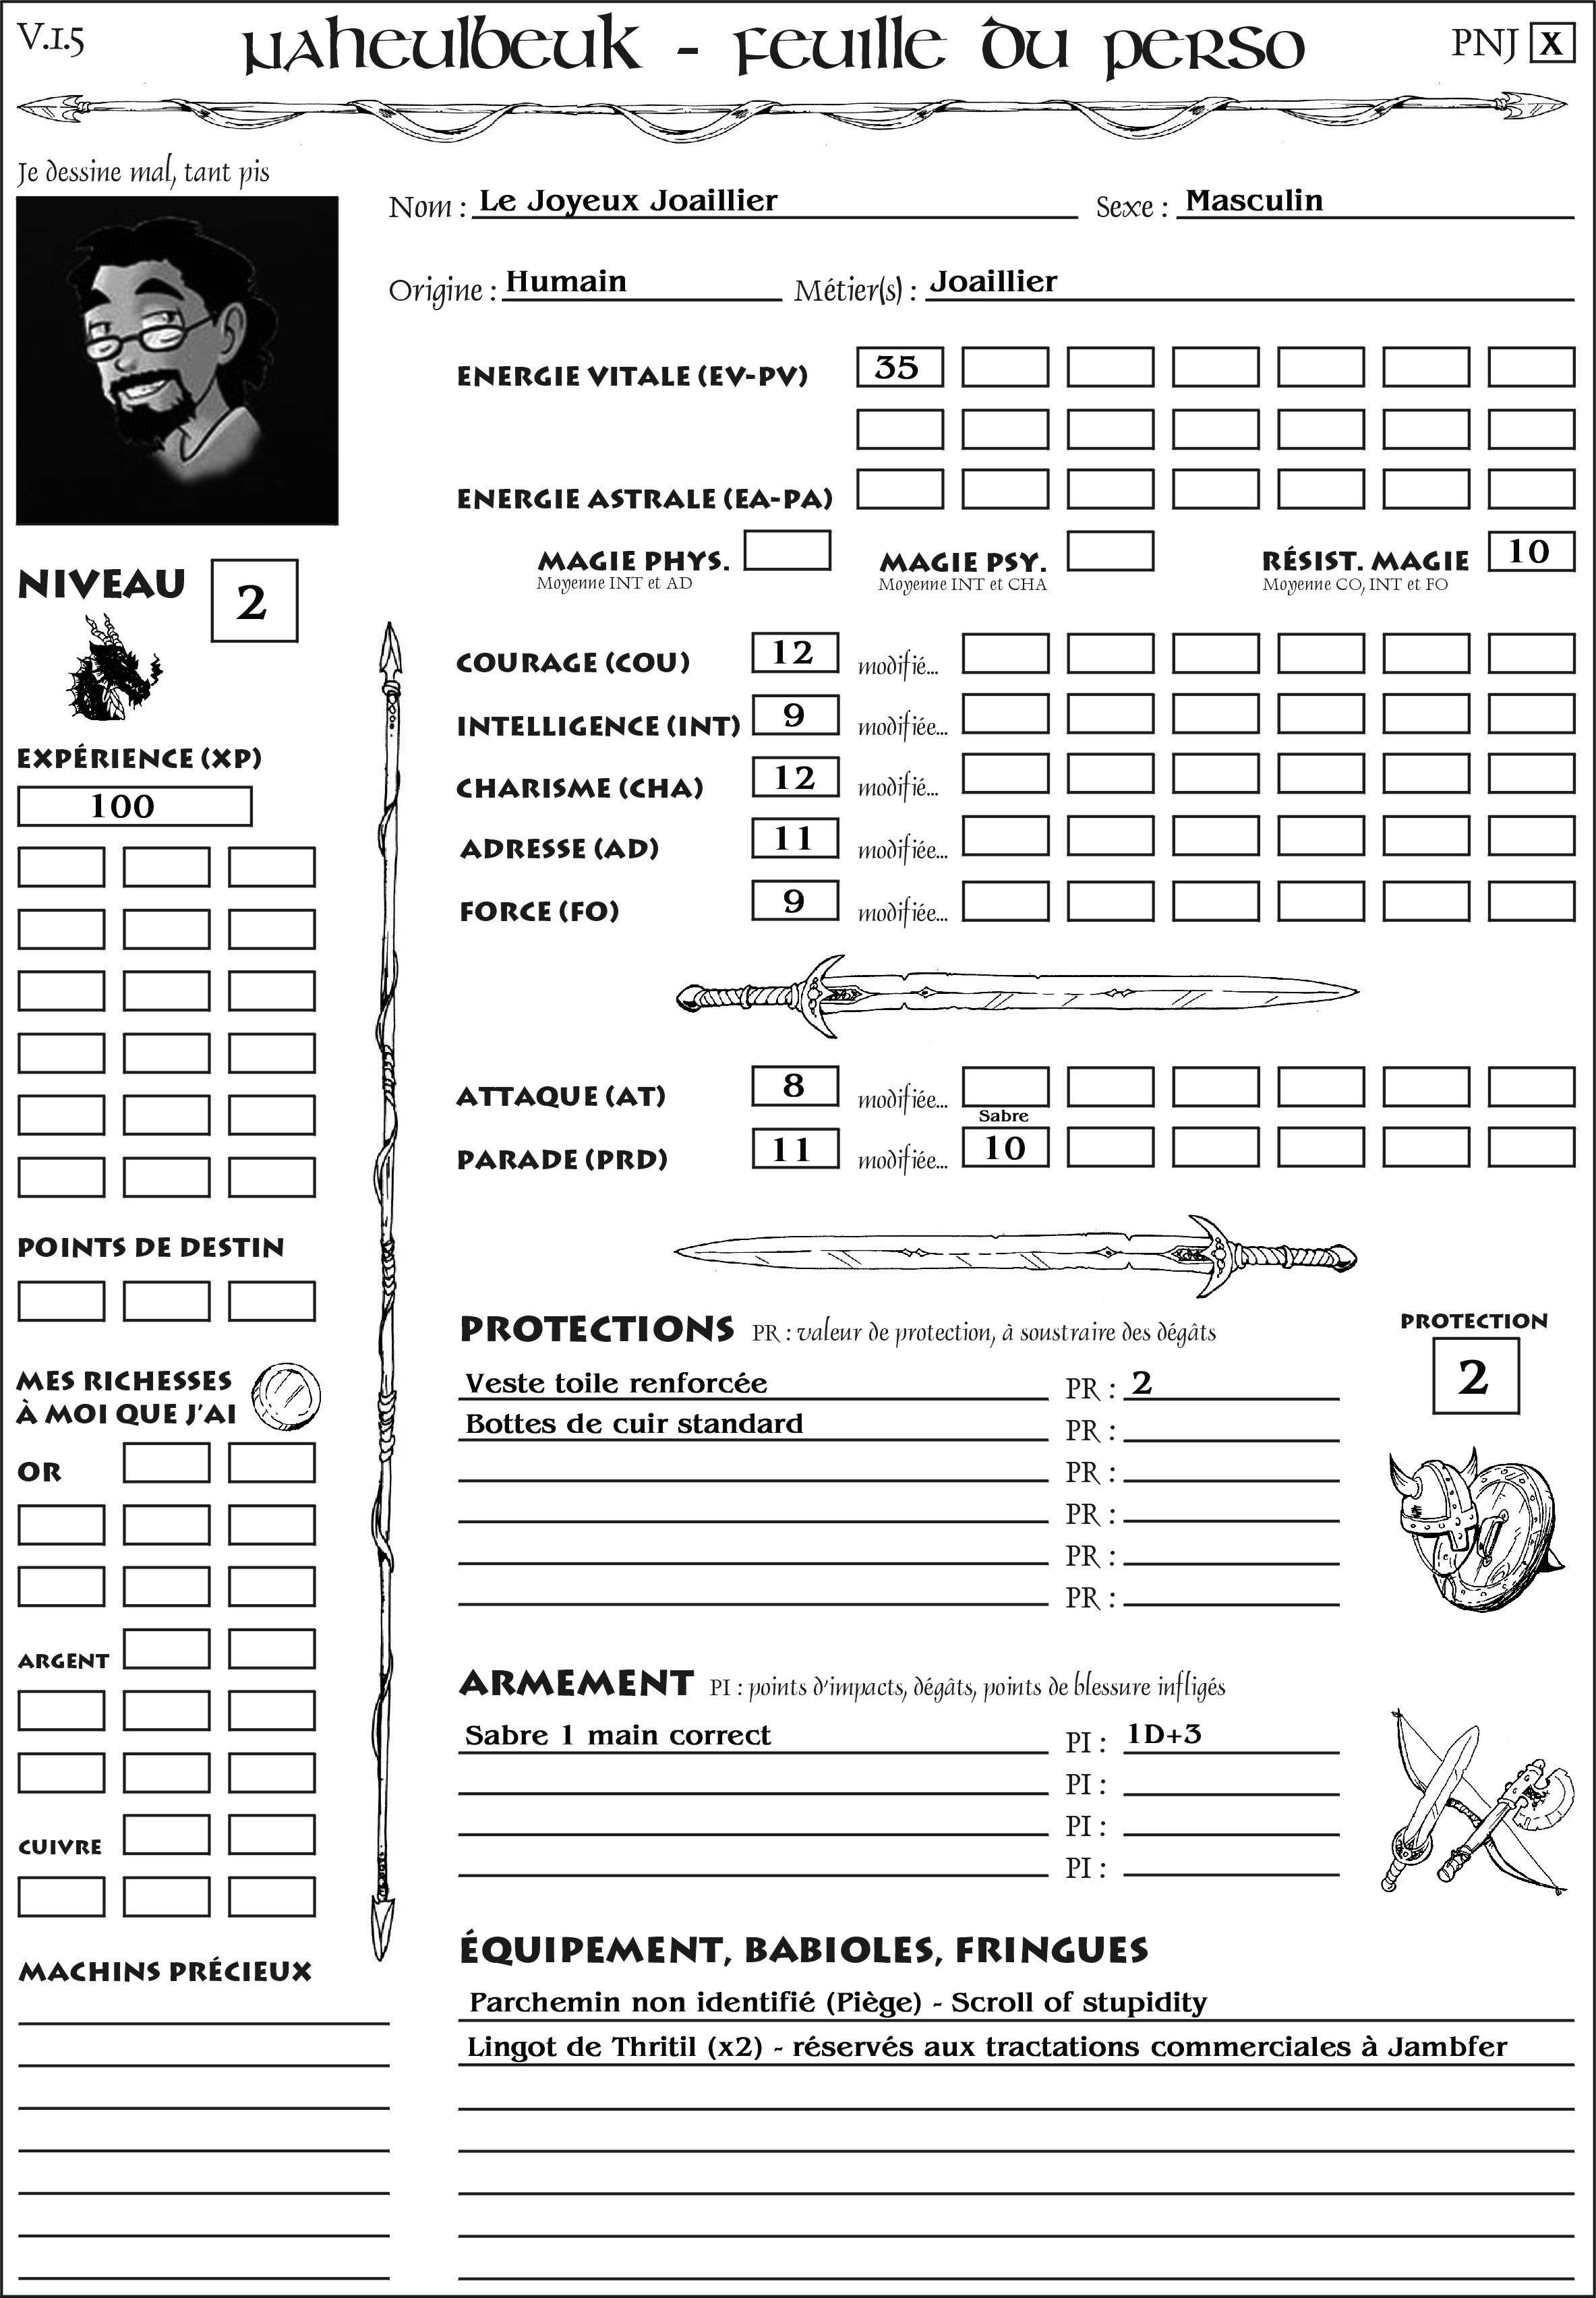 V.1.5
Naheulbeuk - Feuille du perso
PNJ X
Je dessine mal, tant pis
Nom : Le Joyeux Joaillier Sexe : Masculin
Origine : Humain Métier(s) : Joaillier
ENERGIE VITALE (EV-PV) 35
ENERGIE ASTRALE (EA-PA)
MAGIE PHYS. MAGIE PSY. RÉSIST. MAGIE 10
Moyenne INT et AD Moyenne INT et CHA Moyenne CO, INT et FO
NIVEAU 2
COURAGE (COU) 12 modifié...
INTELLIGENCE (INT) 9 modifiée...
CHARISME (CHA) 12 modifié...
ADRESSE (AD) 11 modifiée...
FORCE (FO) 9 modifiée...
EXPÉRIENCE (XP)
100
ATTAQUE (AT) 8 modifiée...
Sabre
PARADE (PRD) 11 modifiée... 10
POINTS DE DESTIN
PROTECTIONS PR : valeur de protection, à soustraire des dégâts
PROTECTION
2
Veste toile renforcée PR : 2
Bottes de cuir standard PR :
PR :
PR :
PR :
PR :
MES RICHESSES
À MOI QUE J'AI
OR
ARGENT
CUIVRE
ARMEMENT PI : points d'impacts, dégâts, points de blessure infligés
Sabre 1 main correct PI : 1D+3
PI :
PI :
PI :
MACHINS PRÉCIEUX
ÉQUIPEMENT, BABIOLES, FRINGUES
Parchemin non identifié (Piège) - Scroll of stupidity
Lingot de Thritil (x2) - réservés aux tractations commerciales à Jambfer